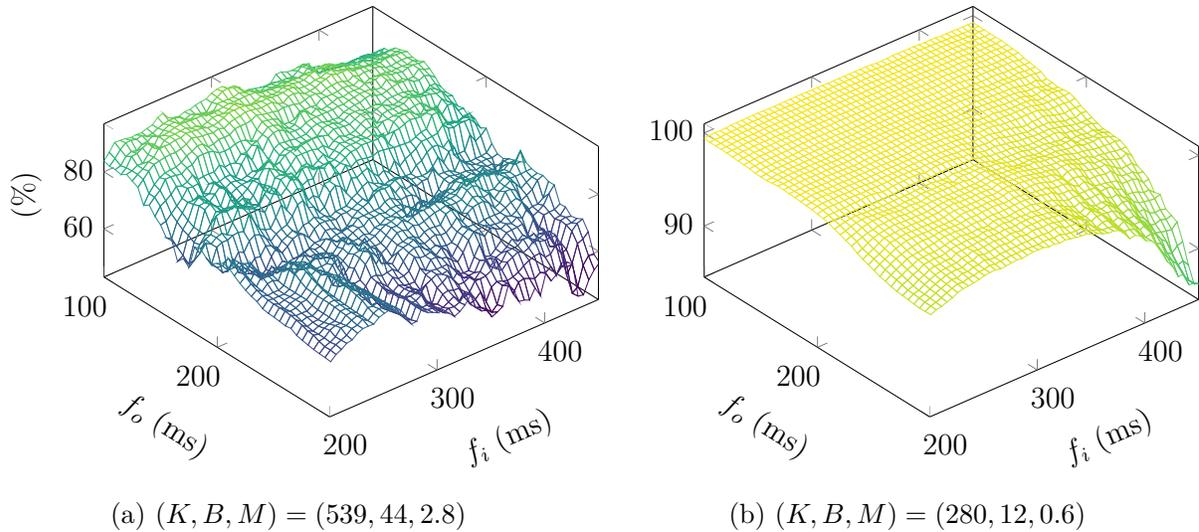 100
80
60
90
(%)
100
100
200
200
f_o (ms)
200
300
400
f_i (ms)
f_o (ms)
200
300
400
f_i (ms)
(a) (K, B, M) = (539, 44, 2.8)
(b) (K, B, M) = (280, 12, 0.6)